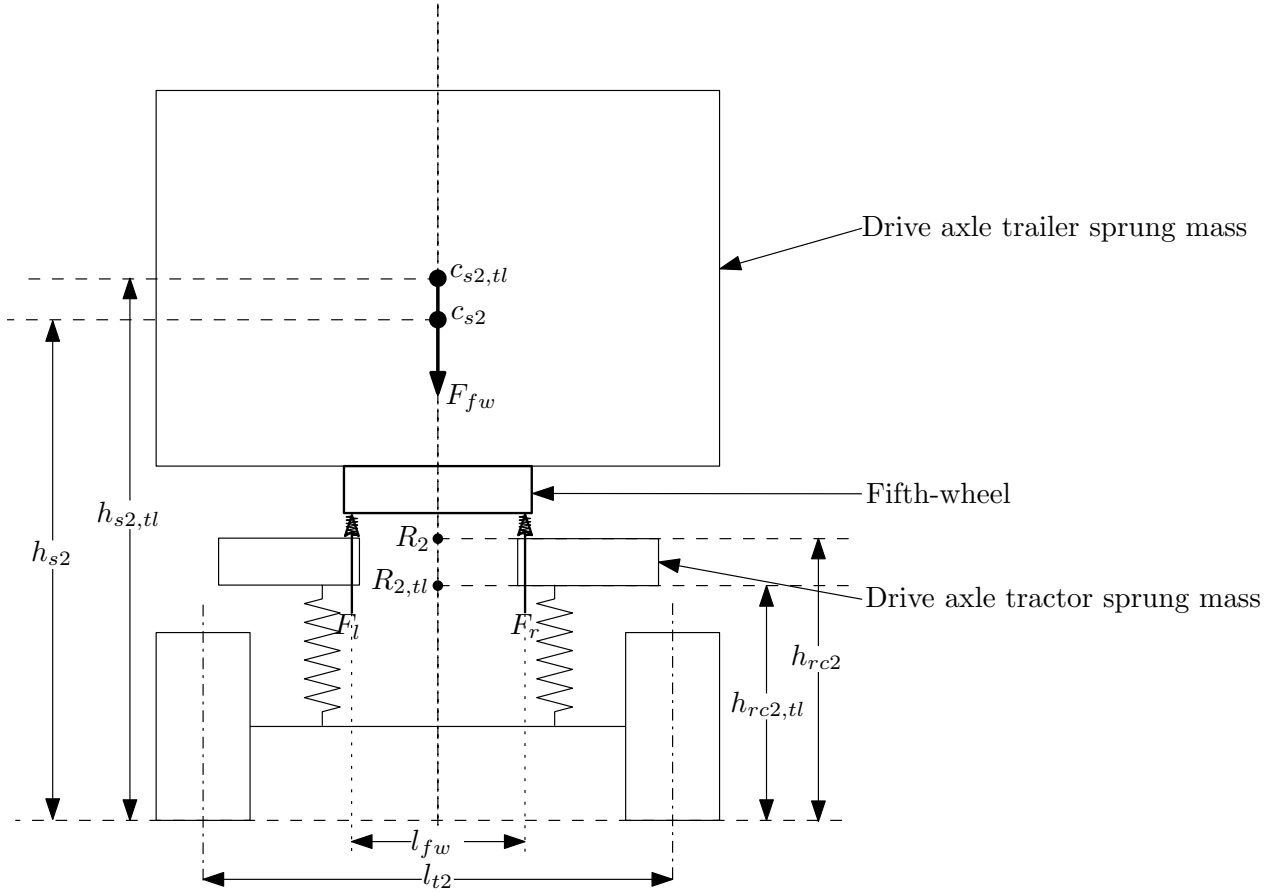 Drive axle trailer sprung mass
c_{s2,tl}
c_{s2}
F_{fw}
Fifth-wheel
h_{s2,tl}
h_{s2}
R_2
R_{2,tl}
Drive axle tractor sprung mass
F_l
F_r
h_{rc2}
h_{rc2,tl}
l_{fw}
l_{t2}